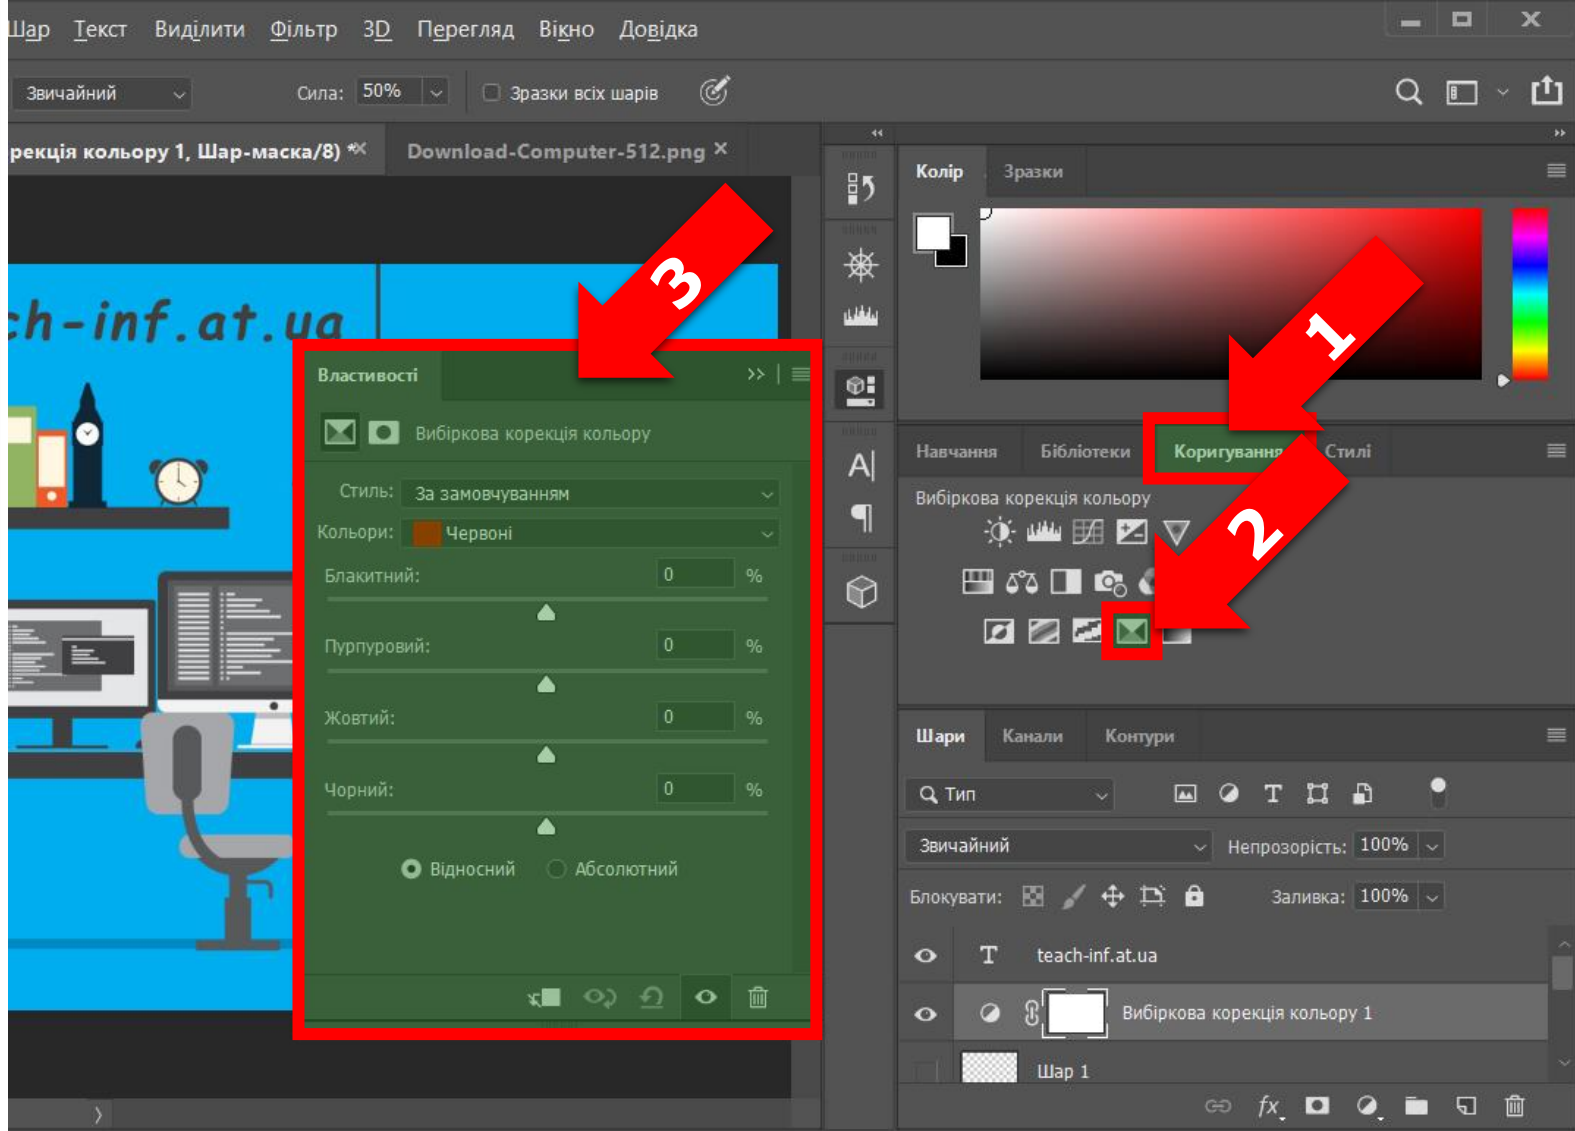 Шар Текст Виділити Фільтр 3D Перегляд Вікно Довідка
Звичайний Сила: 50% Зразки всіх шарів
рекція кольору 1, Шар-маска/8) * Download-Computer-512.png
ch-inf.at.ua
3
Властивості
Вибіркова корекція кольору
Стиль: За замовчуванням
Кольори: Червоні
Блакитний: 0 %
Пурпуровий: 0 %
Жовтий: 0 %
Чорний: 0 %
Відносний Абсолютний
Колір Зразки
1
Навчання Бібліотеки Коригування Стилі
Вибіркова корекція кольору
2
Шари Канали Контури
Тип
Звичайний Непрозорість: 100%
Блокувати: Заливка: 100%
teach-inf.at.ua
Вибіркова корекція кольору 1
Шар 1
fx